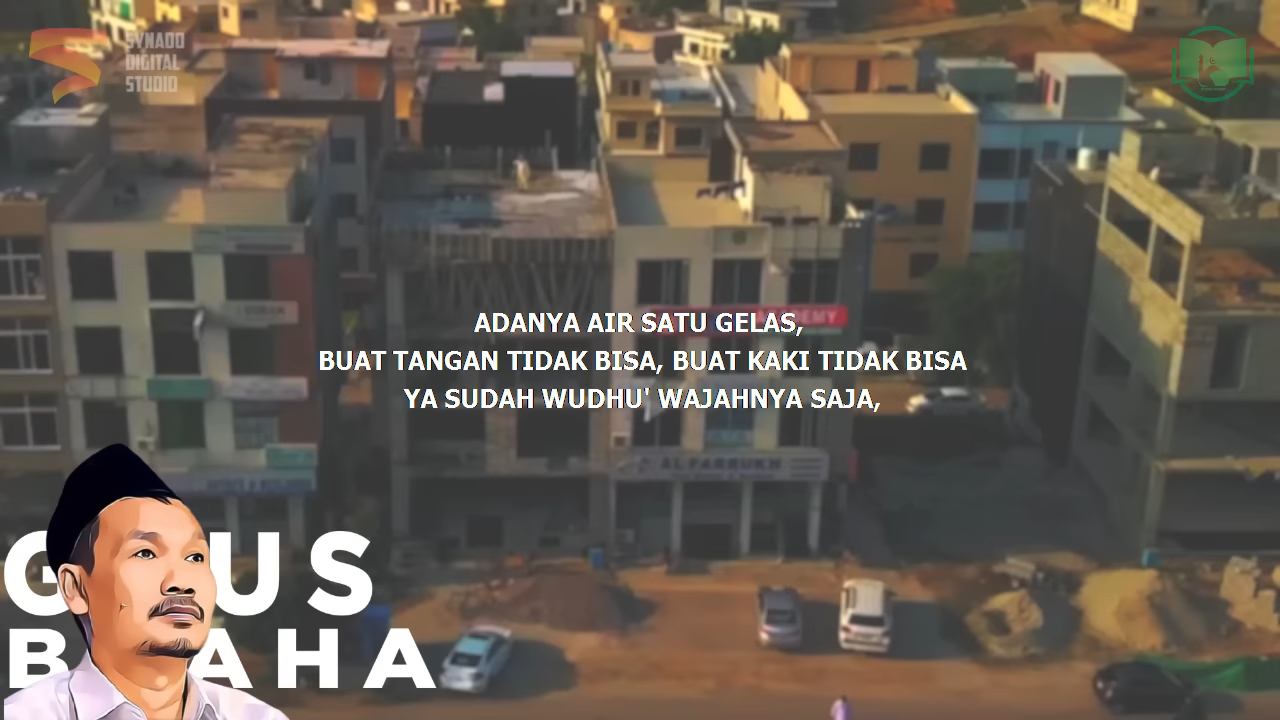 SYNADO
DIGITAL
STUDIO
ADANYA AIR SATU GELAS,
BUAT TANGAN TIDAK BISA, BUAT KAKI TIDAK BISA
YA SUDAH WUDHU' WAJAHNYA SAJA,
AL FARRUKH
GUS
BAHA